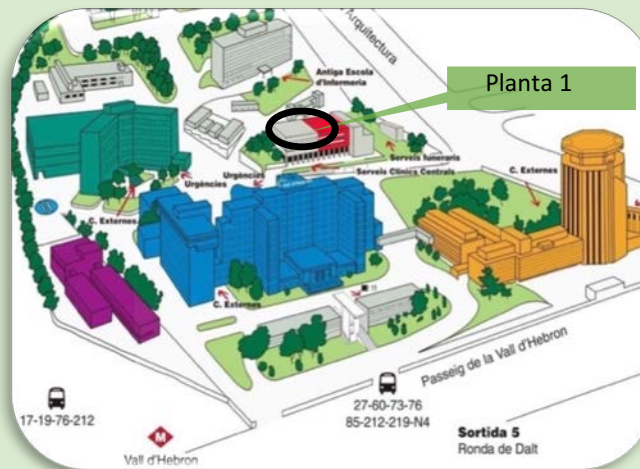 Arquitectura
Planta 1
Antiga Escola
d'Infermeria
Serveis funeraris
Serveis Clínics Centrals
Urgències
Urgències
C. Externes
C. Externes
C. Externes
17-19-76-212
27-60-73-76
85-212-219-N4
Passeig de la Vall d'Hebron
Sortida 5
Ronda de Dalt
M
Vall d'Hebron